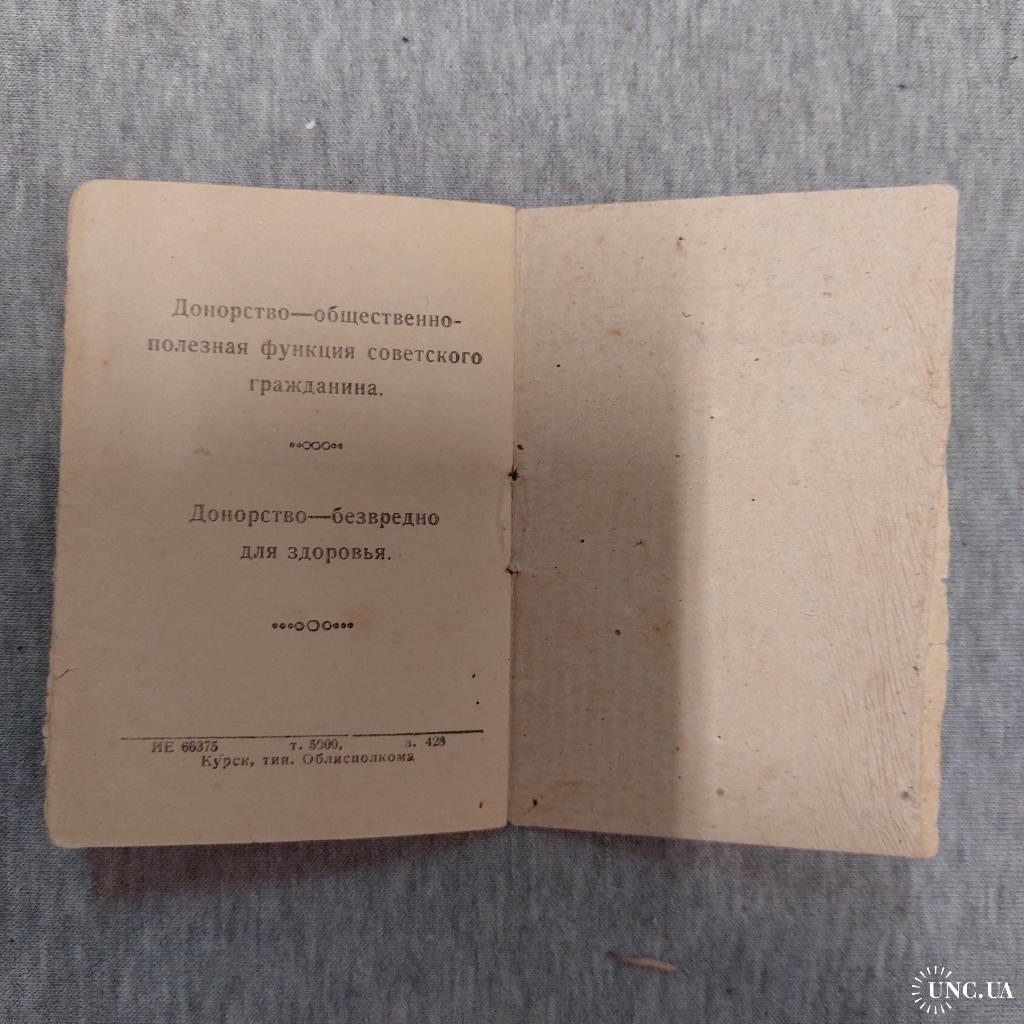 Донорство—общественно-
полезная функция советского
гражданина.
Донорство—безвредно
для здоровья.
ИЕ 66375 т. 5000, з. 428
Курск, тип. Облисполкома
UNC.UA